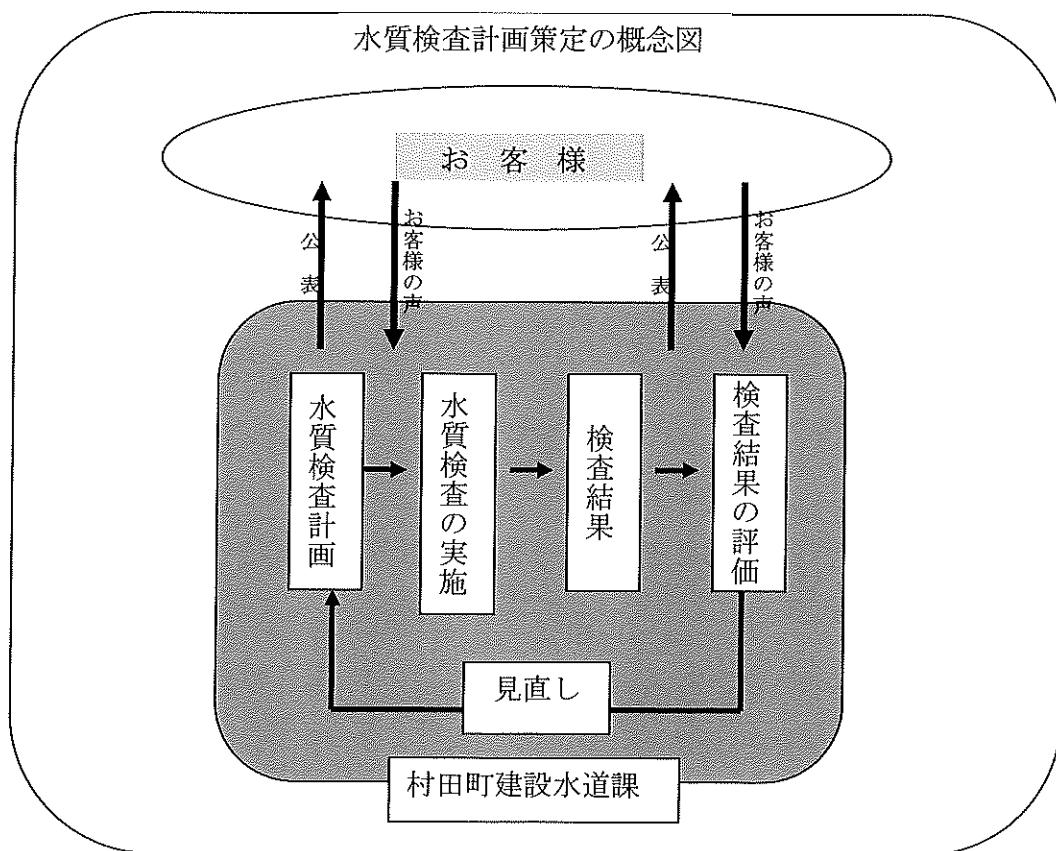 水質検査計画策定の概念図
お 客 様
公 表
お客様の声
公 表
お客様の声
水質検査計画
水質検査の実施
検査結果
検査結果の評価
見直し
村田町建設水道課